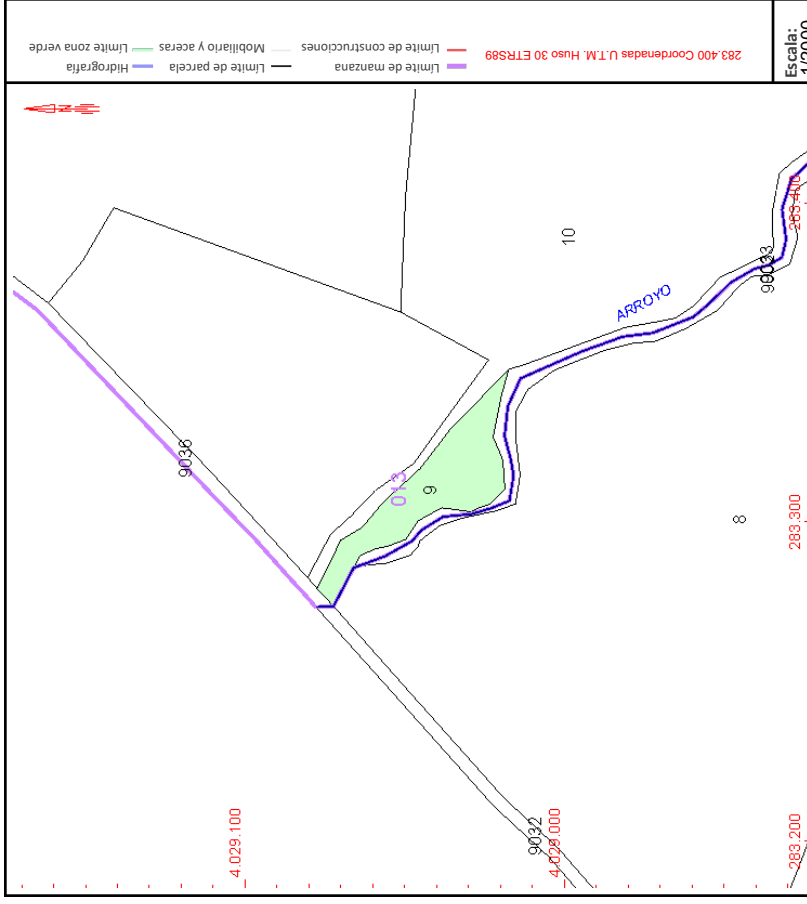 Límite de manzana
Límite de parcela
Hidrografía
Límite de construcciones
Mobiliario y aceras
Límite zona verde
283.400 Coordenadas U.T.M. Huso 30 ETRS89
Escala:
1/2000
N
10
ARROYO
283,400
9033
9036
013
9
283,300
8
4.029.100
4.029.000
9032
283,200